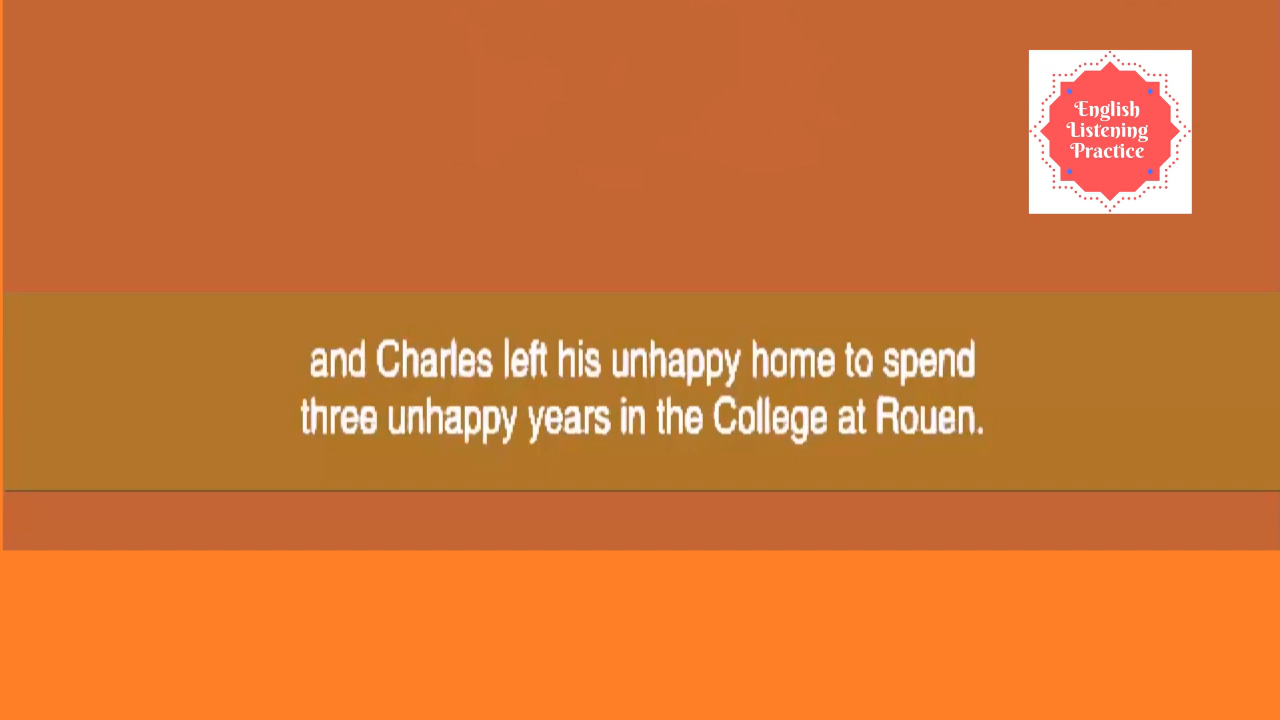 English
Listening
Practice
and Charles left his unhappy home to spend
three unhappy years in the College at Rouen.